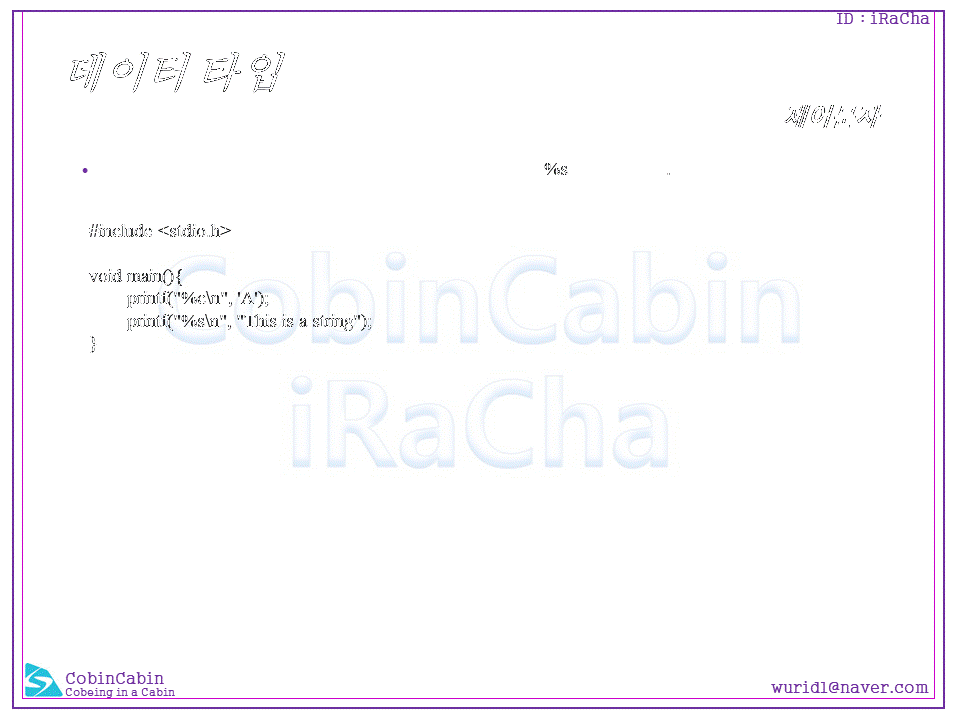 ID : iRaCha
데이터 타입
제어문자
• %s .
#include <stdio.h>
void main(){
printf("%c\n", 'A');
printf("%s\n", "This is a string");
}
CobinCabin
iRaCha
CobinCabin
Cobeing in a Cabin
wurid1@naver.com